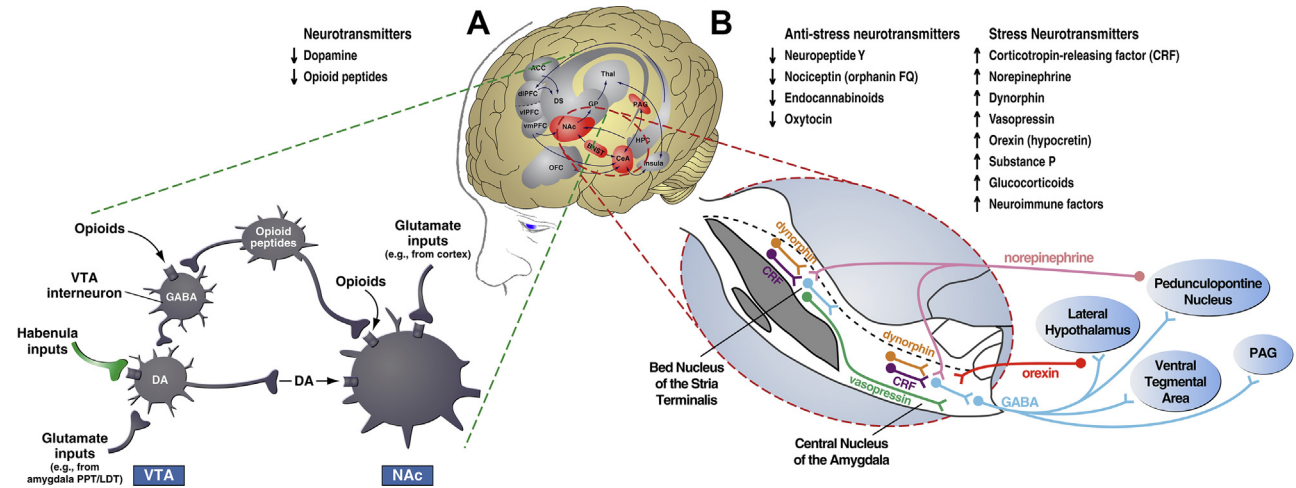 A
B
Neurotransmitters
↓ Dopamine
↓ Opioid peptides
Anti-stress neurotransmitters
↓ Neuropeptide Y
↓ Nociceptin (orphanin FQ)
↓ Endocannabinoids
↓ Oxytocin
Stress Neurotransmitters
↑ Corticotropin-releasing factor (CRF)
↑ Norepinephrine
↑ Dynorphin
↑ Vasopressin
↑ Orexin (hypocretin)
↑ Substance P
↑ Glucocorticoids
↑ Neuroimmune factors
ACC
Thal
dlPFC
DS
GP
PAG
vlPFC
vmPFC
NAc
HPC
BNST
CeA
Insula
OFC
Opioids
Opioid
peptides
Glutamate
inputs
(e.g., from cortex)
VTA
interneuron
GABA
Opioids
Habenula
inputs
DA
DA
Glutamate
inputs
(e.g., from
amygdala PPT/LDT)
VTA
NAc
dynorphin
CRF
norepinephrine
Pedunculopontine
Nucleus
Lateral
Hypothalamus
PAG
dynorphin
CRF
orexin
Bed Nucleus
of the Stria
Terminalis
vasopressin
GABA
Ventral
Tegmental
Area
Central Nucleus
of the Amygdala